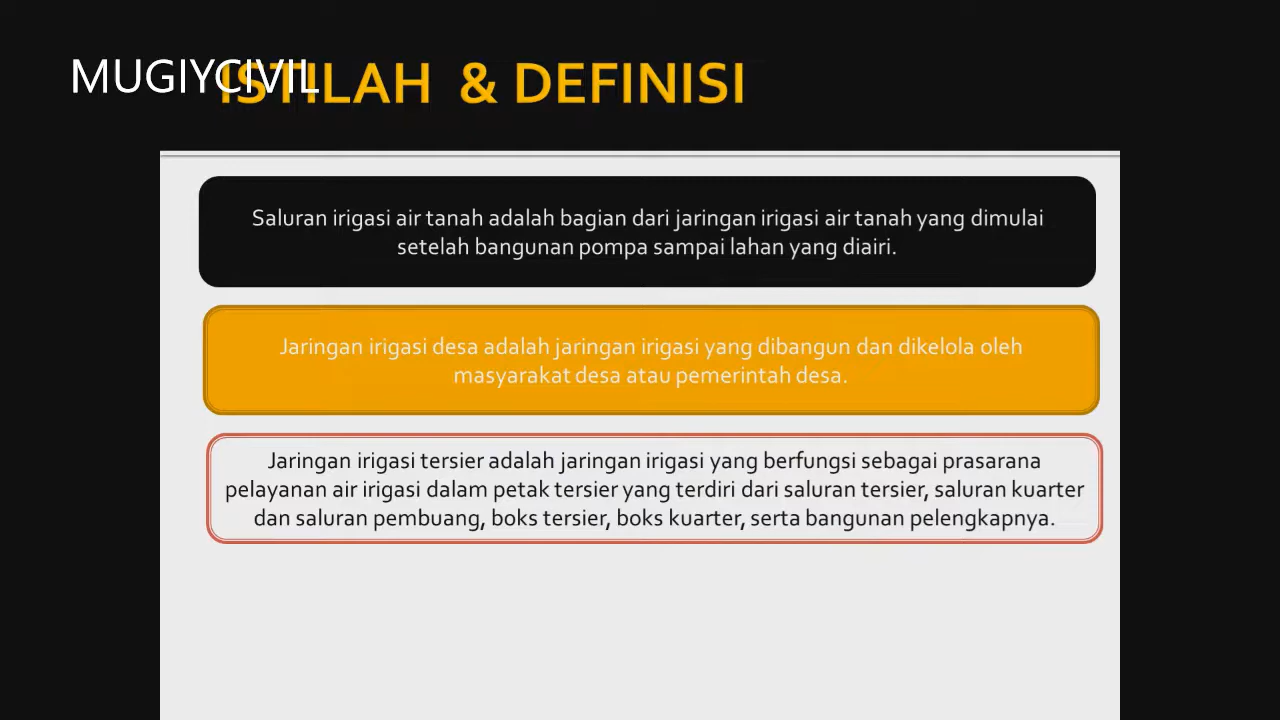 MUGIYCIVIL
ISTILAH & DEFINISI
Saluran irigasi air tanah adalah bagian dari jaringan irigasi air tanah yang dimulai
setelah bangunan pompa sampai lahan yang diairi.
Jaringan irigasi desa adalah jaringan irigasi yang dibangun dan dikelola oleh
masyarakat desa atau pemerintah desa.
Jaringan irigasi tersier adalah jaringan irigasi yang berfungsi sebagai prasarana
pelayanan air irigasi dalam petak tersier yang terdiri dari saluran tersier, saluran kuarter
dan saluran pembuang, boks tersier, boks kuarter, serta bangunan pelengkapnya.